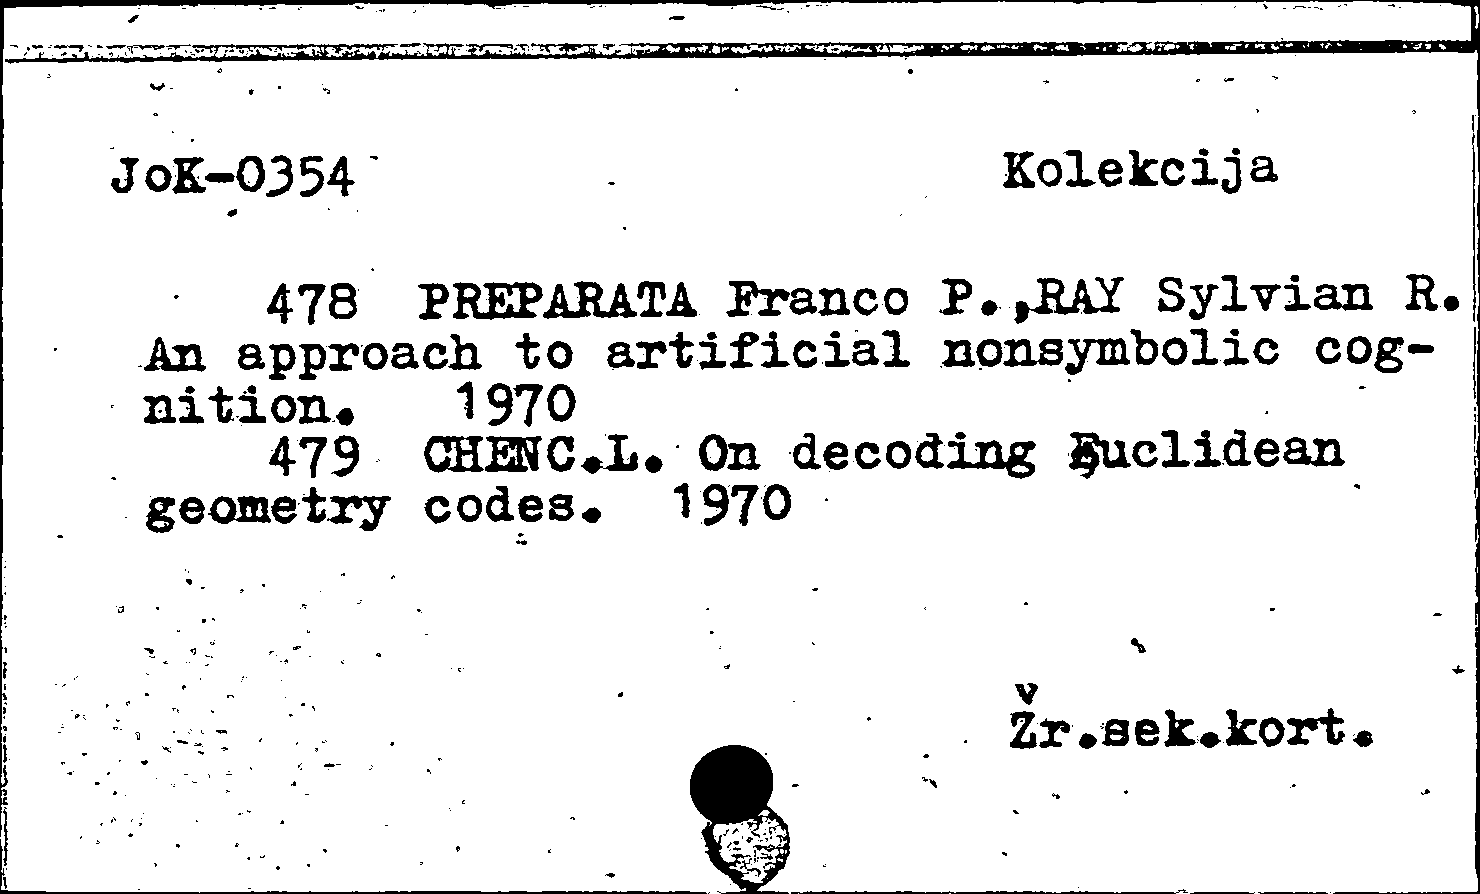 JoK-0354 Kolekcija
478 PREPARATA Franco P.,RAY Sylvian R.
An approach to artificial nonsymbolic cog-
nition. 1970
479 CHENC.L. On decoding Euclidean
geometry codes. 1970
Žr.sek.kort.